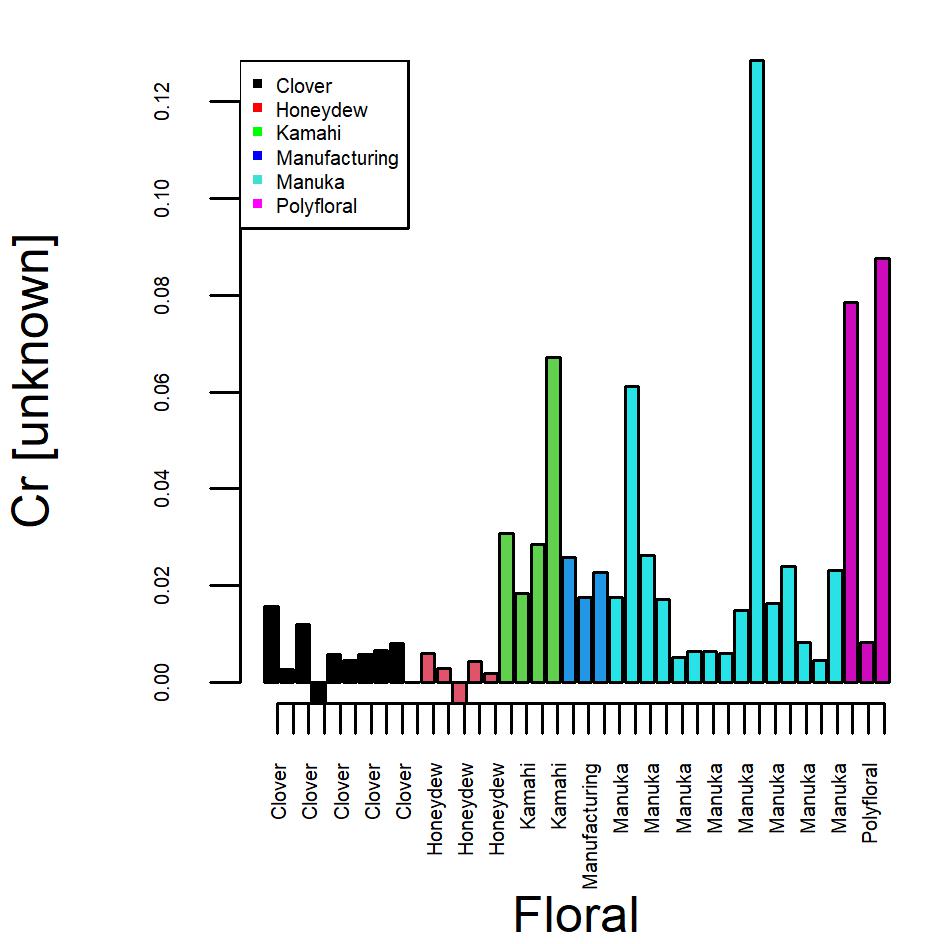 Cr [unknown]
0.12
0.10
0.08
0.06
0.04
0.02
0.00
Clover
Honeydew
Kamahi
Manufacturing
Manuka
Polyfloral
Clover
Clover
Clover
Clover
Clover
Honeydew
Honeydew
Honeydew
Kamahi
Kamahi
Manufacturing
Manuka
Manuka
Manuka
Manuka
Manuka
Manuka
Manuka
Manuka
Polyfloral
Floral